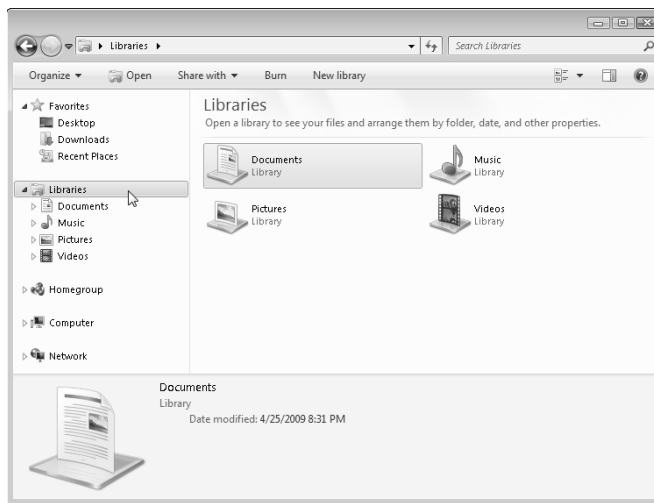 Libraries
Search Libraries
Organize
Open
Share with
Burn
New library
Favorites
Desktop
Downloads
Recent Places
Libraries
Documents
Music
Pictures
Videos
Homegroup
Computer
Network
Libraries
Open a library to see your files and arrange them by folder, date, and other properties.
Documents
Library
Music
Library
Pictures
Library
Videos
Library
Documents
Library
Date modified: 4/25/2009 8:31 PM